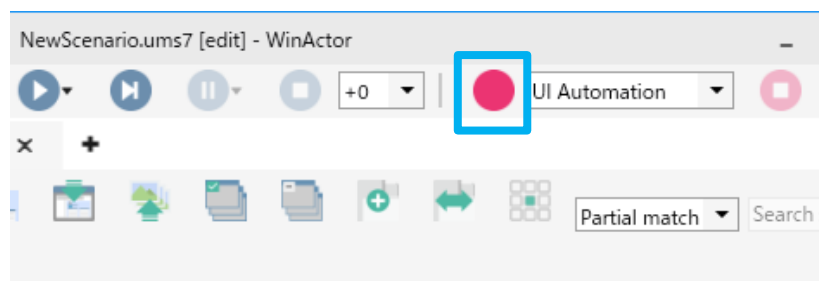 NewScenario.ums7 [edit] - WinActor
+0 UI Automation
Partial match Search